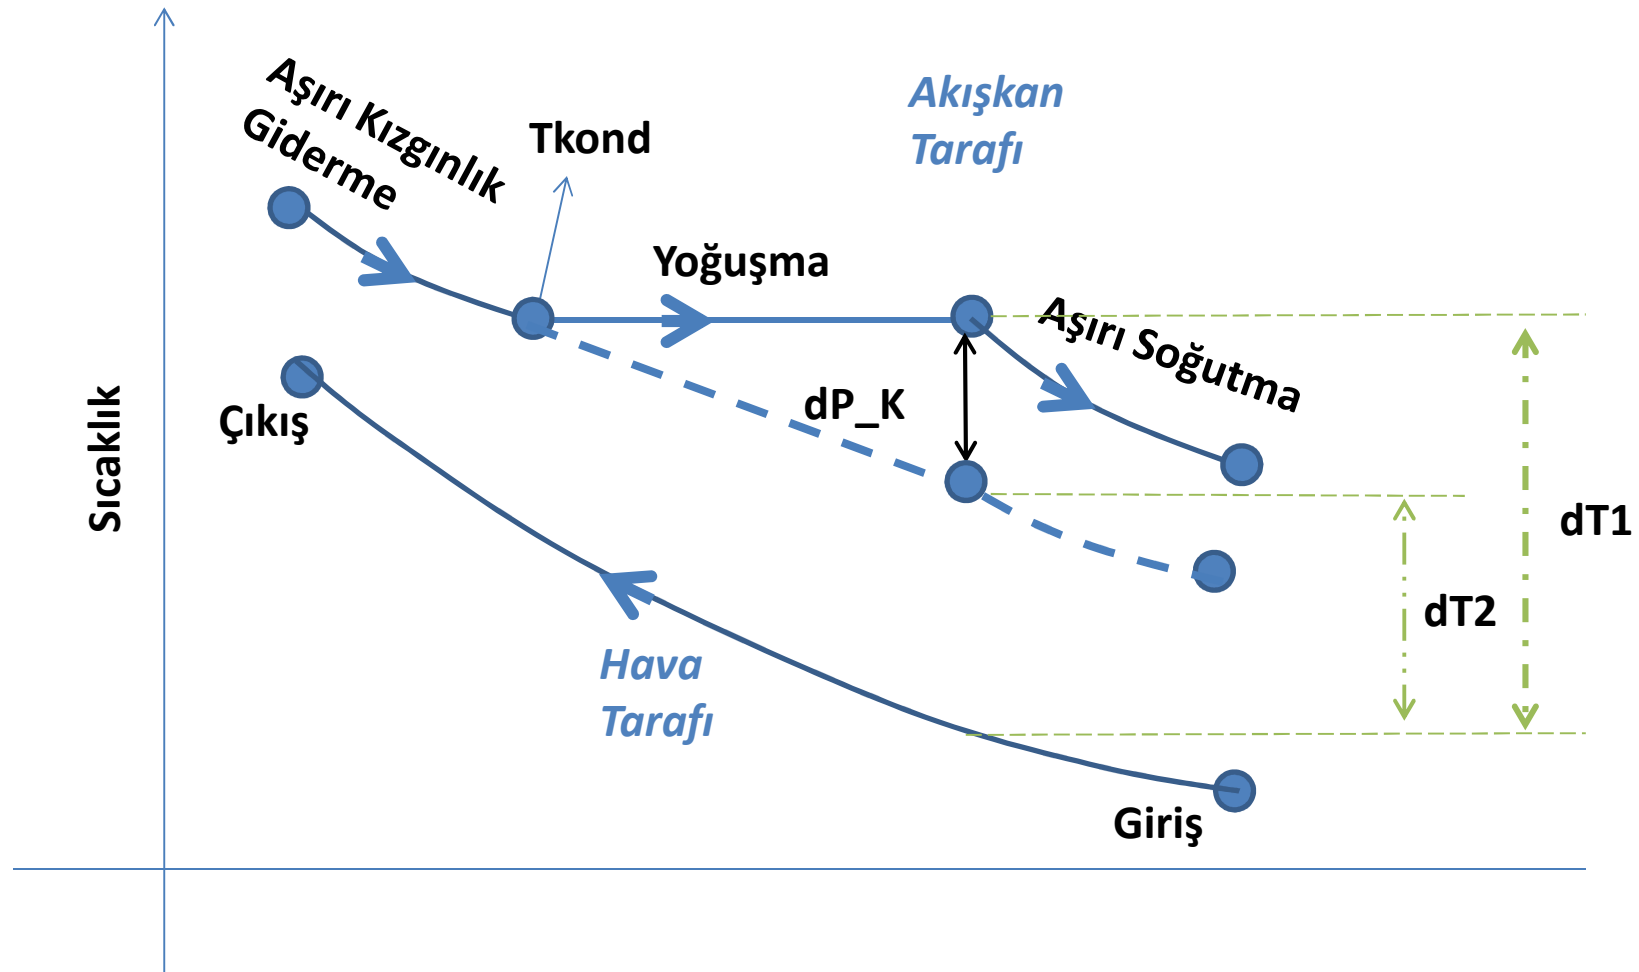 Aşırı Kızgınlık
Giderme
Tkond
Akışkan
Tarafı
Yoğuşma
Aşırı Soğutma
dP_K
Çıkış
Sıcaklık
dT1
dT2
Hava
Tarafı
Giriş